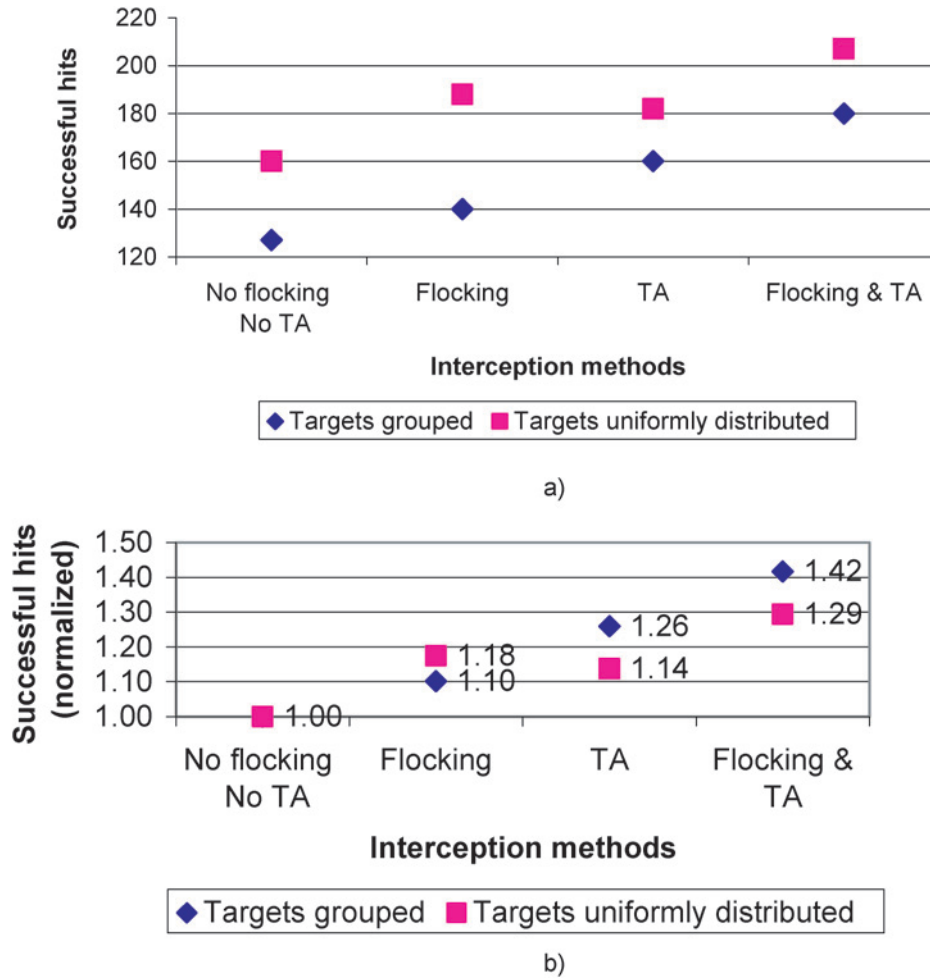 220
200
180
160
140
120
Successful hits
No flocking Flocking TA Flocking & TA
No TA
Interception methods
Targets grouped Targets uniformly distributed
a)
1.50
1.40
1.30
1.20
1.10
1.00
Successful hits
(normalized)
1.42
1.29
1.26
1.14
1.18
1.10
1.00
No flocking Flocking TA Flocking &
No TA TA
Interception methods
Targets grouped Targets uniformly distributed
b)